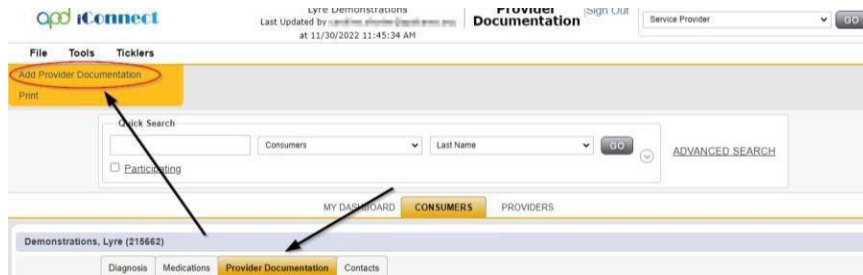 apd iConnect
Lyre Demonstrations
Last Updated by
at 11/30/2022 11:45:34 AM
Provider
Documentation
Sign Out
Service Provider
GO
File Tools Ticklers
Add Provider Documentation
Print
Quick Search
Consumers Last Name GO ADVANCED SEARCH
Participating
MY DASHBOARD CONSUMERS PROVIDERS
Demonstrations, Lyre (215662)
Diagnosis Medications Provider Documentation Contacts